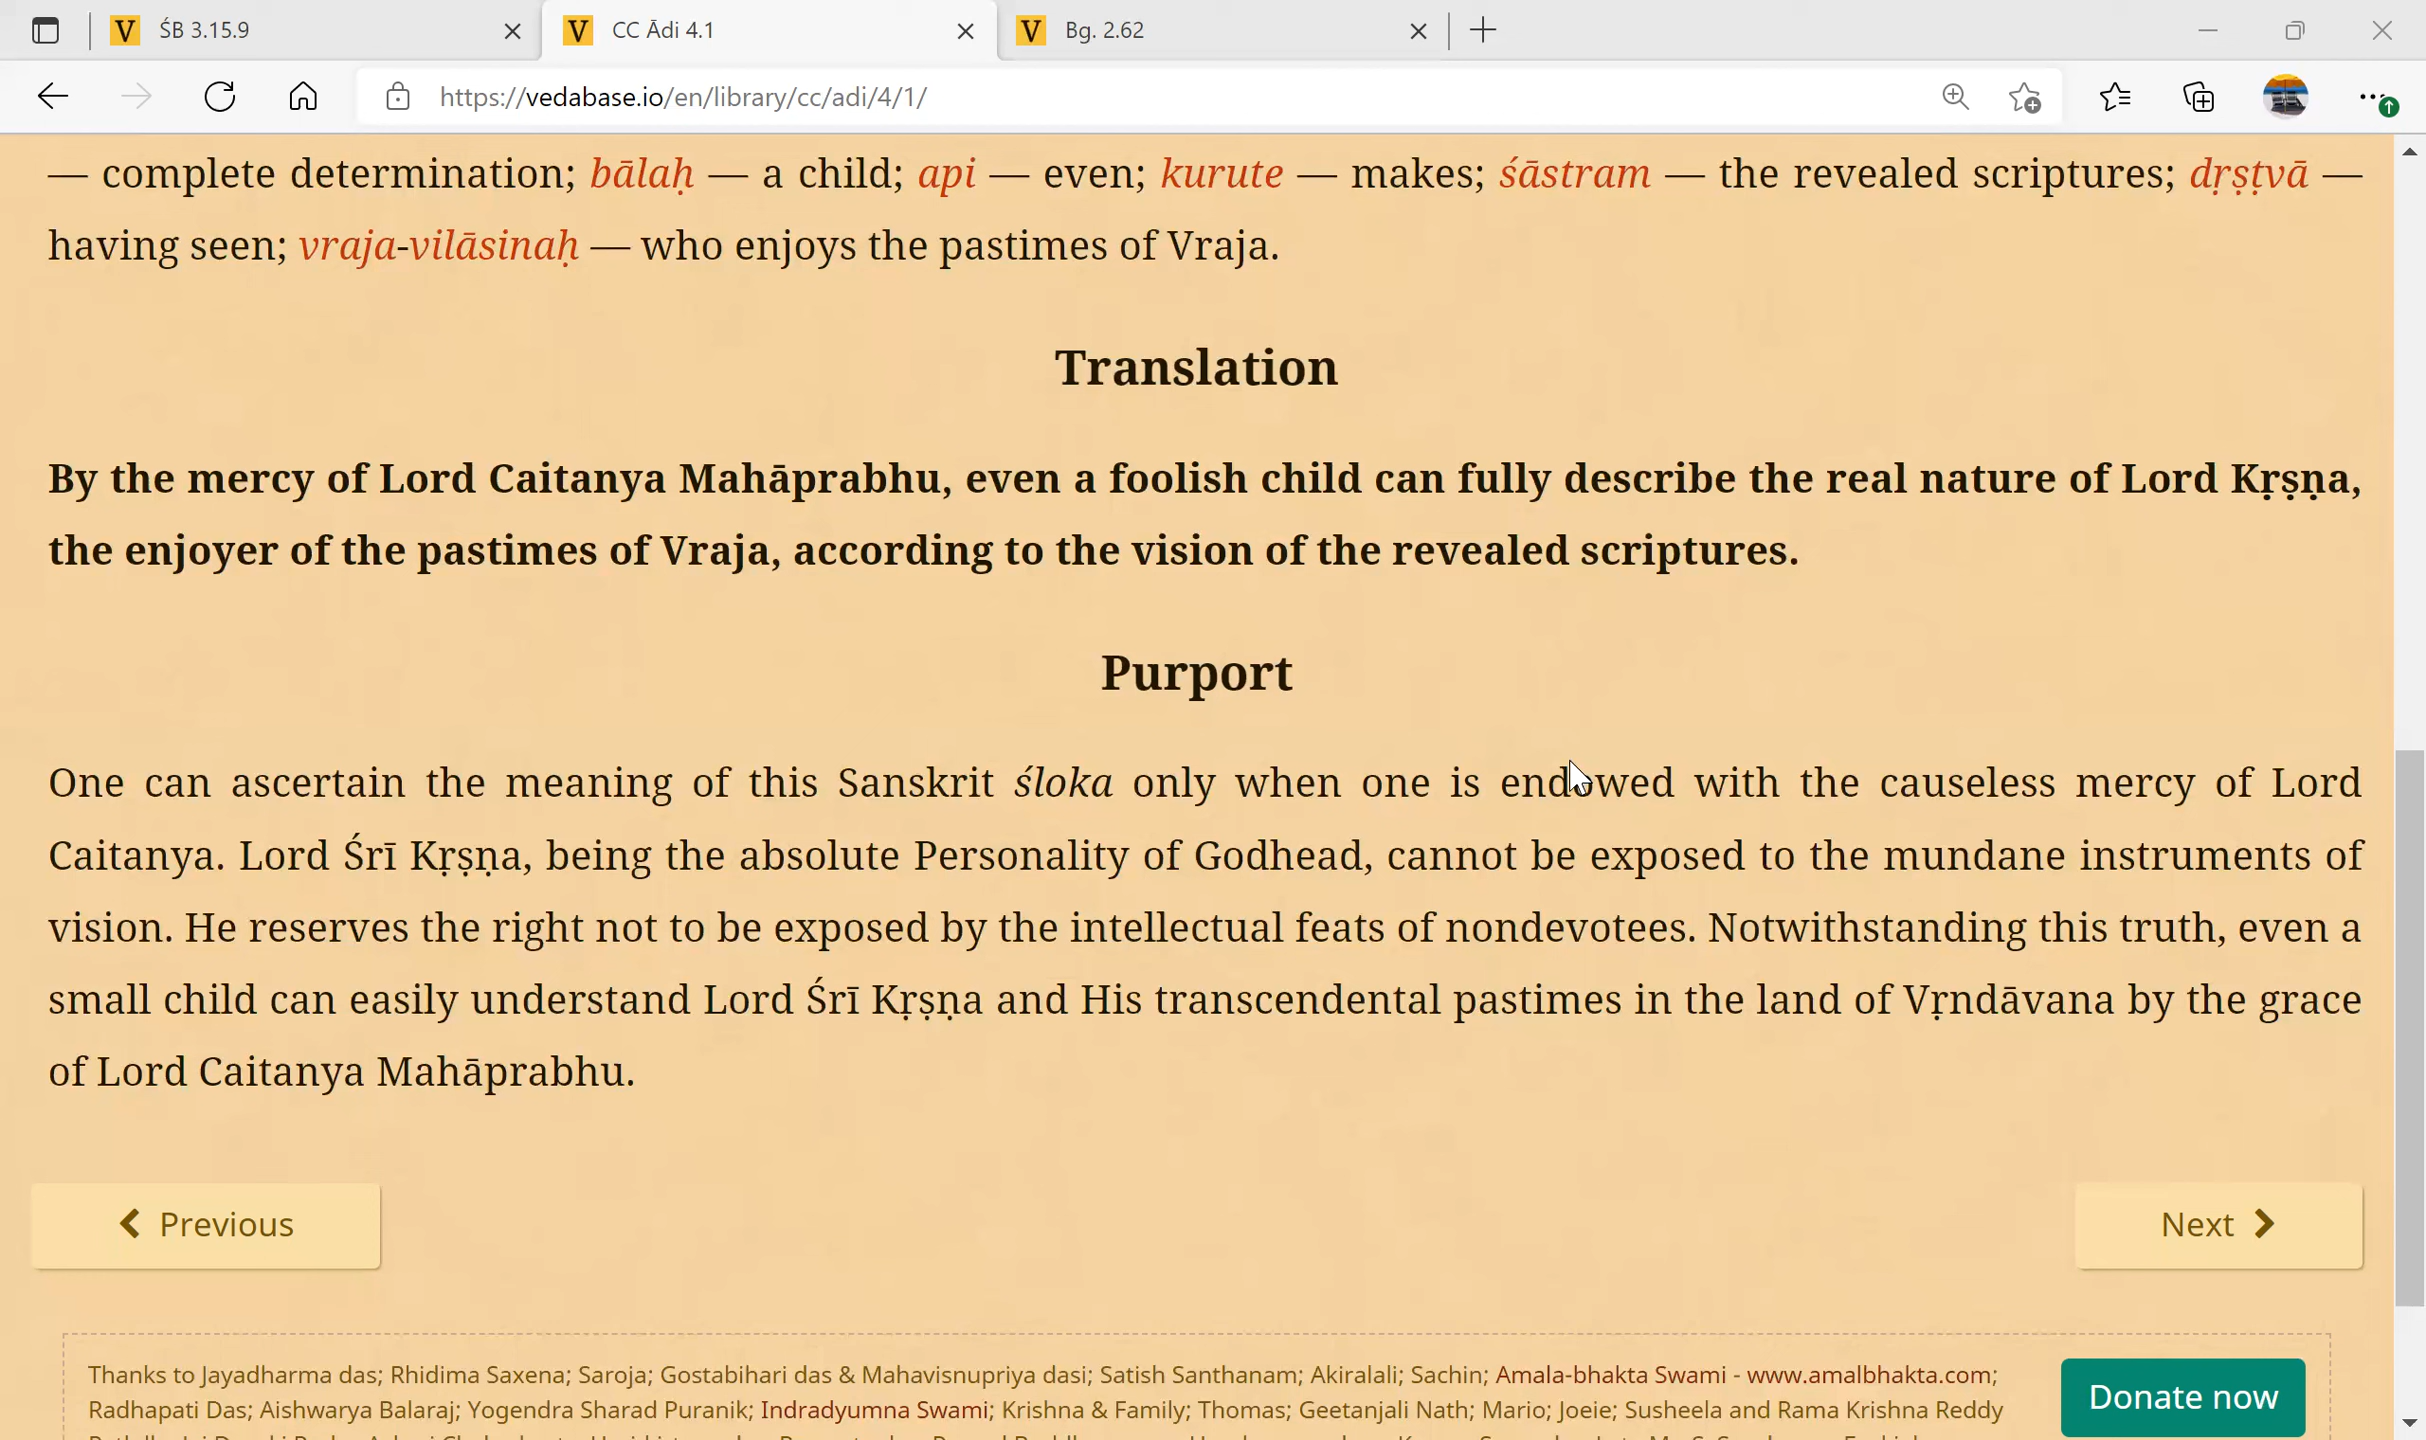 ŚB 3.15.9
CC Ādi 4.1
Bg. 2.62
https://vedabase.io/en/library/cc/adi/4/1/
— complete determination; bālaḥ — a child; api — even; kurute — makes; śāstram — the revealed scriptures; dṛṣṭvā —
having seen; vraja-vilāsinaḥ — who enjoys the pastimes of Vraja.
Translation
By the mercy of Lord Caitanya Mahāprabhu, even a foolish child can fully describe the real nature of Lord Kṛṣṇa,
the enjoyer of the pastimes of Vraja, according to the vision of the revealed scriptures.
Purport
One can ascertain the meaning of this Sanskrit śloka only when one is endowed with the causeless mercy of Lord
Caitanya. Lord Śrī Kṛṣṇa, being the absolute Personality of Godhead, cannot be exposed to the mundane instruments of
vision. He reserves the right not to be exposed by the intellectual feats of nondevotees. Notwithstanding this truth, even a
small child can easily understand Lord Śrī Kṛṣṇa and His transcendental pastimes in the land of Vṛndāvana by the grace
of Lord Caitanya Mahāprabhu.
Previous
Next
Thanks to Jayadharma das; Rhidima Saxena; Saroja; Gostabihari das & Mahavisnupriya dasi; Satish Santhanam; Akiralali; Sachin; Amala-bhakta Swami - www.amalbhakta.com;
Radhapati Das; Aishwarya Balaraj; Yogendra Sharad Puranik; Indradyumna Swami; Krishna & Family; Thomas; Geetanjali Nath; Mario; Joeie; Susheela and Rama Krishna Reddy
Donate now